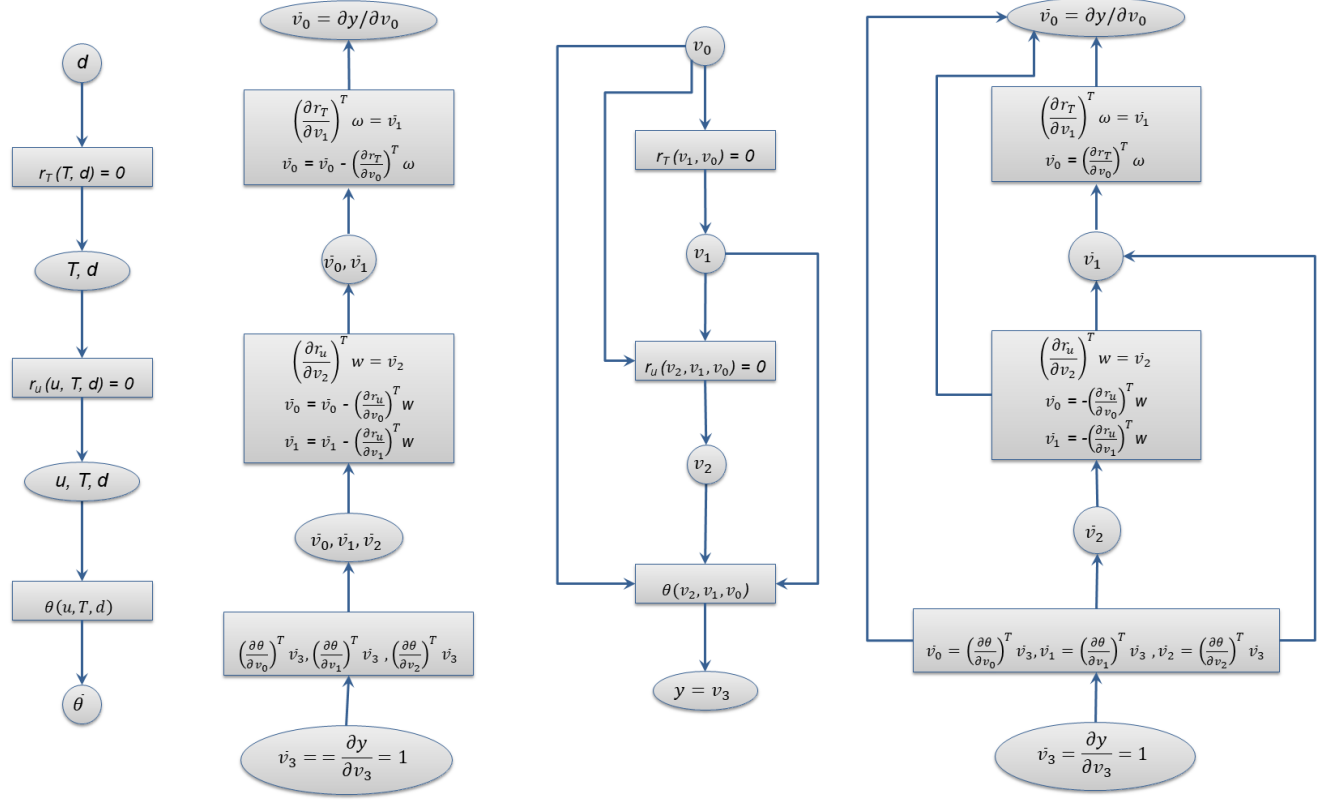 d
r_T (T, d) = 0
T, d
r_u (u, T, d) = 0
u, T, d
θ(u, T, d)
θ̇
v̄_0 = ∂y/∂v_0
(∂r_T/∂v_1)^T ω = v̄_1
v̄_0 = v̄_0 - (∂r_T/∂v_0)^T ω
v̄_0, v̄_1
(∂r_u/∂v_2)^T w = v̄_2
v̄_0 = v̄_0 - (∂r_u/∂v_0)^T w
v̄_1 = v̄_1 - (∂r_u/∂v_1)^T w
v̄_0, v̄_1, v̄_2
(∂θ/∂v_0)^T v̄_3, (∂θ/∂v_1)^T v̄_3 , (∂θ/∂v_2)^T v̄_3
v̄_3 = = ∂y/∂v_3 = 1
v_0
r_T (v_1, v_0) = 0
v_1
r_u (v_2, v_1, v_0) = 0
v_2
θ(v_2, v_1, v_0)
y = v_3
v̄_0 = ∂y/∂v_0
(∂r_T/∂v_1)^T ω = v̄_1
v̄_0 = (∂r_T/∂v_0)^T ω
v̄_1
(∂r_u/∂v_2)^T w = v̄_2
v̄_0 = -(∂r_u/∂v_0)^T w
v̄_1 = -(∂r_u/∂v_1)^T w
v̄_2
v̄_0 = (∂θ/∂v_0)^T v̄_3, v̄_1 = (∂θ/∂v_1)^T v̄_3 , v̄_2 = (∂θ/∂v_2)^T v̄_3
v̄_3 = ∂y/∂v_3 = 1